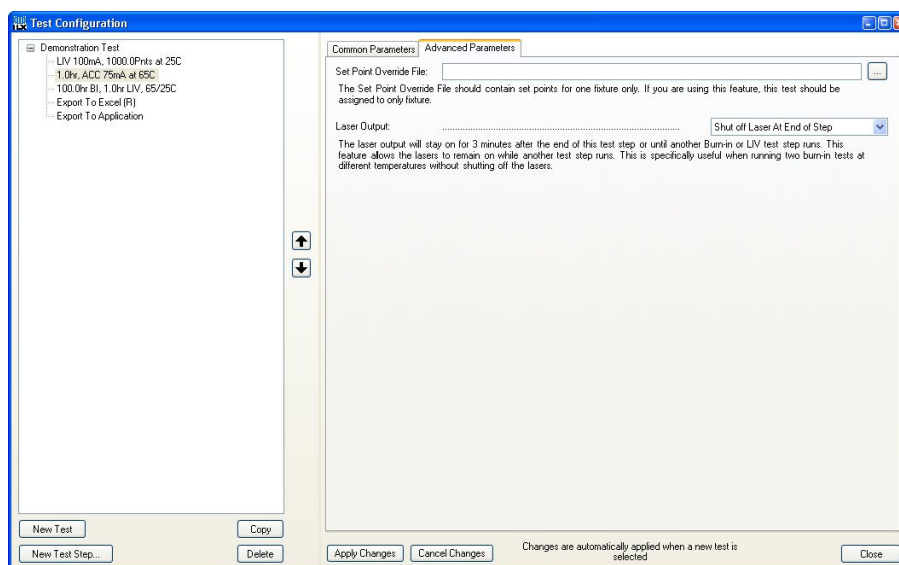 Test Configuration
Demonstration Test
LIV 100mA, 1000.0Pnts at 25C
1.0hr, ACC 75mA at 65C
100.0hr BI, 1.0hr LIV, 65/25C
Export To Excel (R)
Export To Application
New Test
Copy
New Test Step...
Delete
Common Parameters
Advanced Parameters
Set Point Override File:
...
The Set Point Override File should contain set points for one fixture only. If you are using this feature, this test should be
assigned to only fixture.
Laser Output:
Shut off Laser At End of Step
The laser output will stay on for 3 minutes after the end of this test step or until another Burn-in or LIV test step runs. This
feature allows the lasers to remain on while another test step runs. This is specifically useful when running two burn-in tests at
different temperatures without shutting off the lasers.
Apply Changes
Cancel Changes
Changes are automatically applied when a new test is
selected
Close